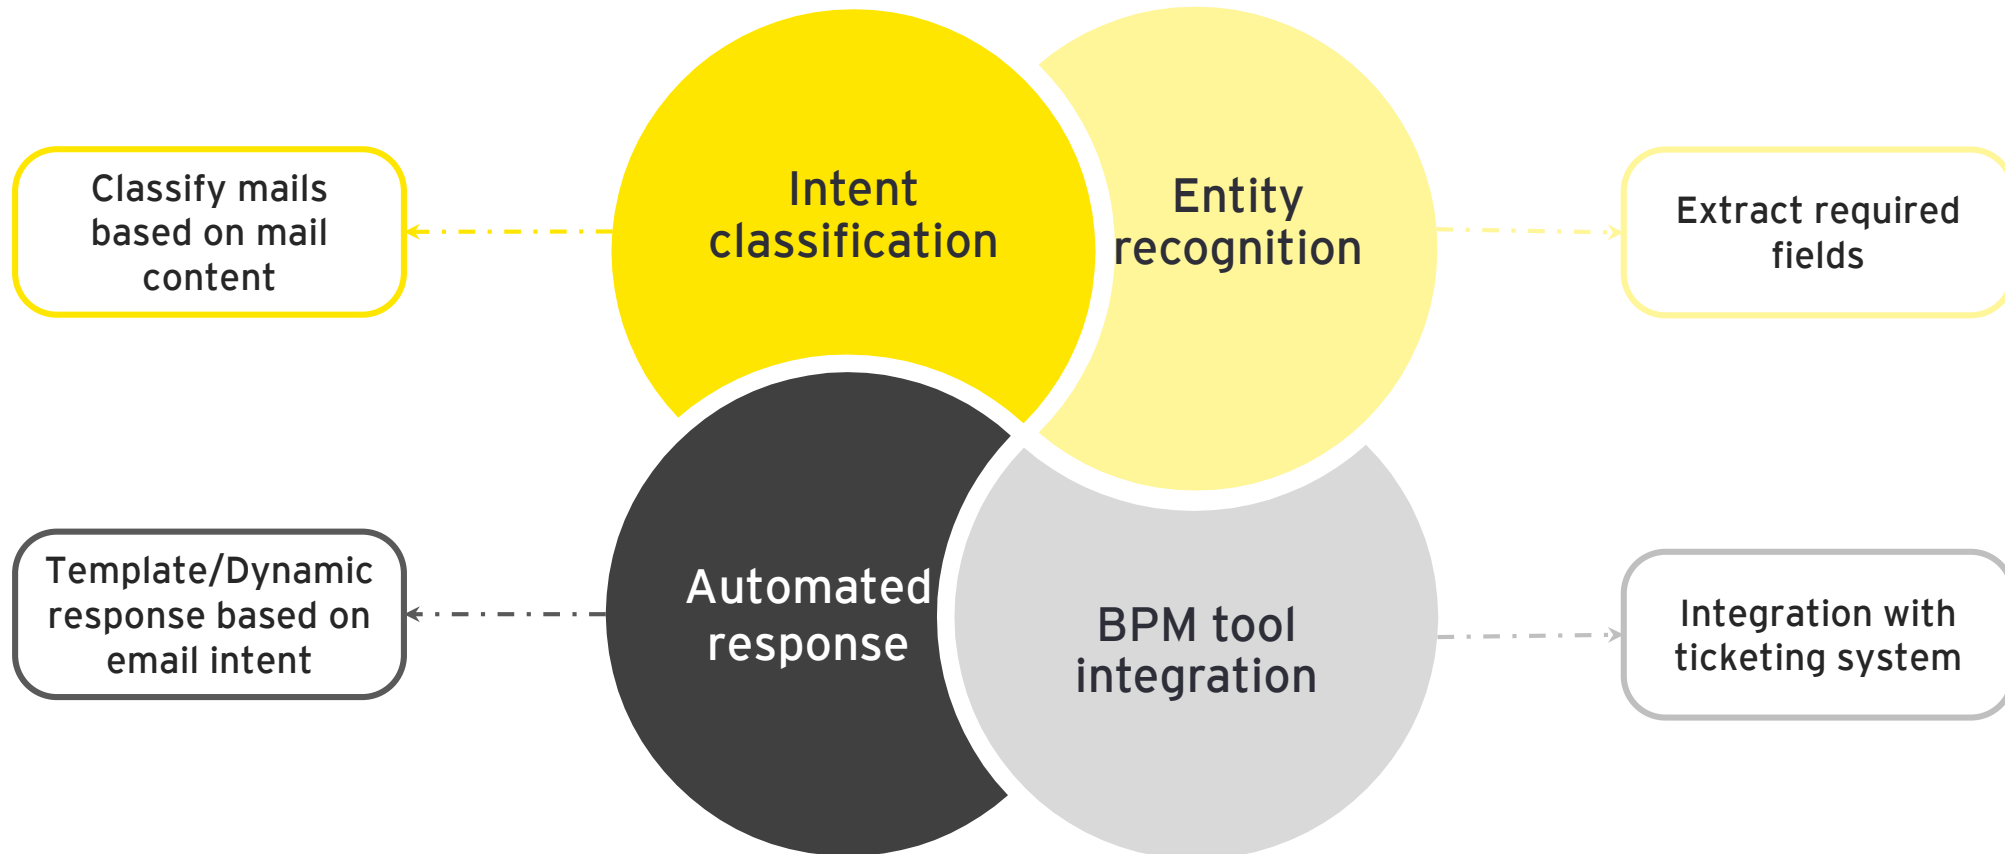 Classify mails
based on mail
content
Intent
classification
Entity
recognition
Extract required
fields
Template/Dynamic
response based on
email intent
Automated
response
BPM tool
integration
Integration with
ticketing system